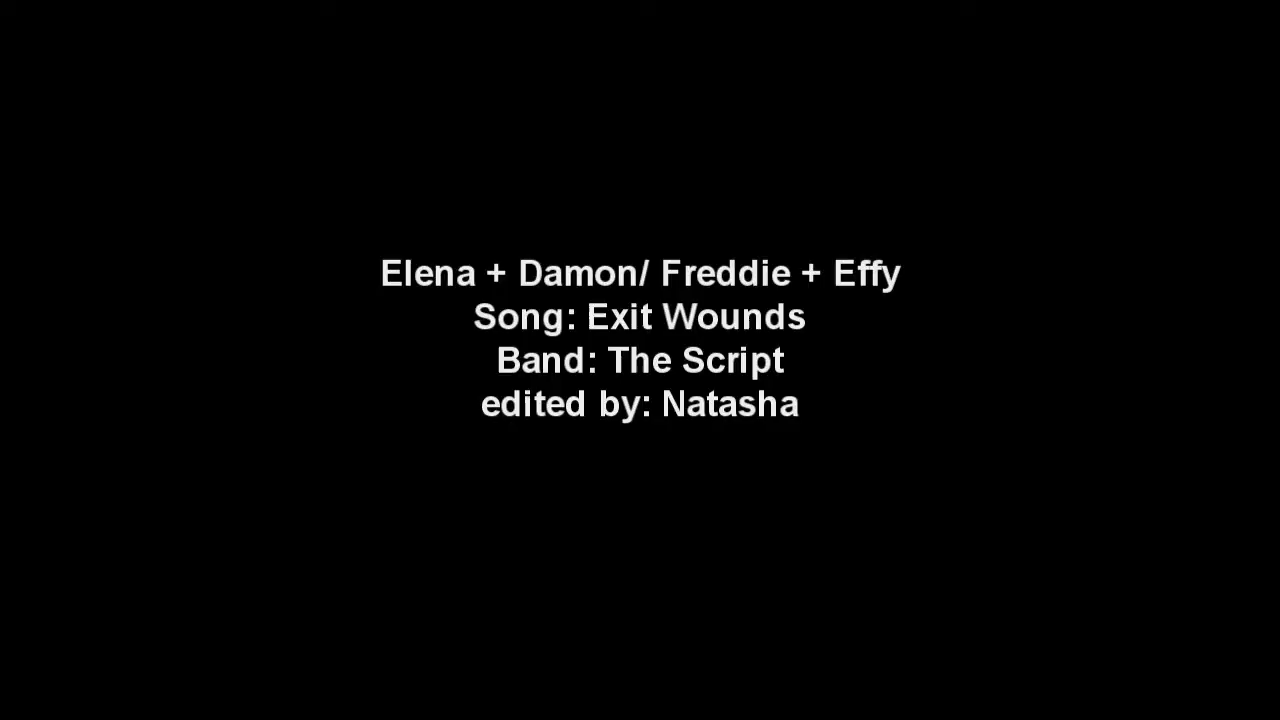 Elena + Damon/ Freddie + Effy
Song: Exit Wounds
Band: The Script
edited by: Natasha